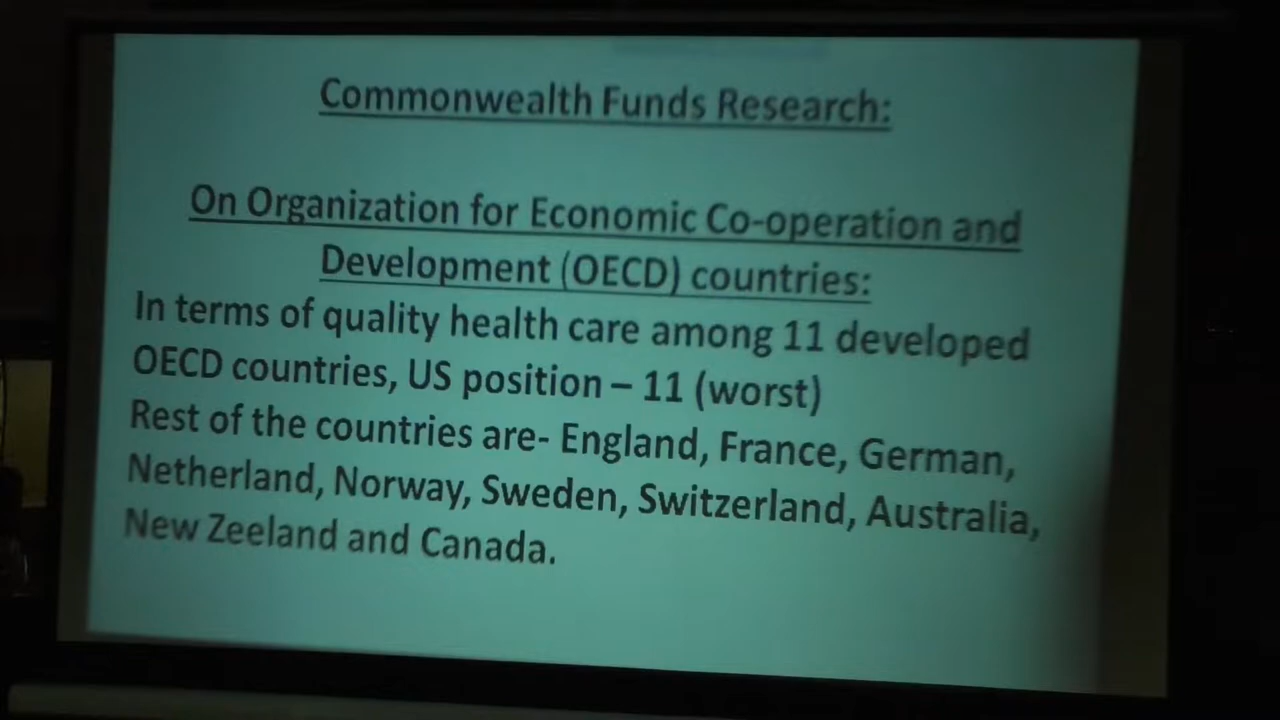 Commonwealth Funds Research:
On Organization for Economic Co-operation and
Development (OECD) countries:
In terms of quality health care among 11 developed
OECD countries, US position – 11 (worst)
Rest of the countries are- England, France, German,
Netherland, Norway, Sweden, Switzerland, Australia,
New Zeeland and Canada.